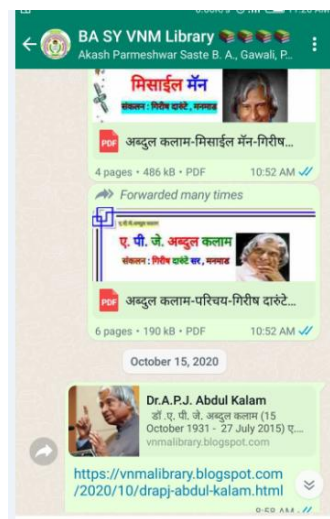 BA SY VNM Library
Akash Parmeshwar Saste B. A., Gawali, P...
मिसाईल मॅन
संकलन : गिरीष दारुंटे, मनमाड
PDF अब्दुल कलाम-मिसाईल मॅन-गिरीष...
4 pages • 486 kB • PDF 10:52 AM
Forwarded many times
ए. पी. जे. अब्दुल कलाम
संकलन : गिरीष दारुंटे सर, मनमाड
PDF अब्दुल कलाम-परिचय-गिरीष दारुंटे...
6 pages • 190 kB • PDF 10:52 AM
October 15, 2020
Dr.A.P.J. Abdul Kalam
डॉ .ए. पी. जे. अब्दुल कलाम (15
October 1931 - 27 July 2015) ए....
vnmalibrary.blogspot.com
https://vnmalibrary.blogspot.com
/2020/10/drapj-abdul-kalam.html